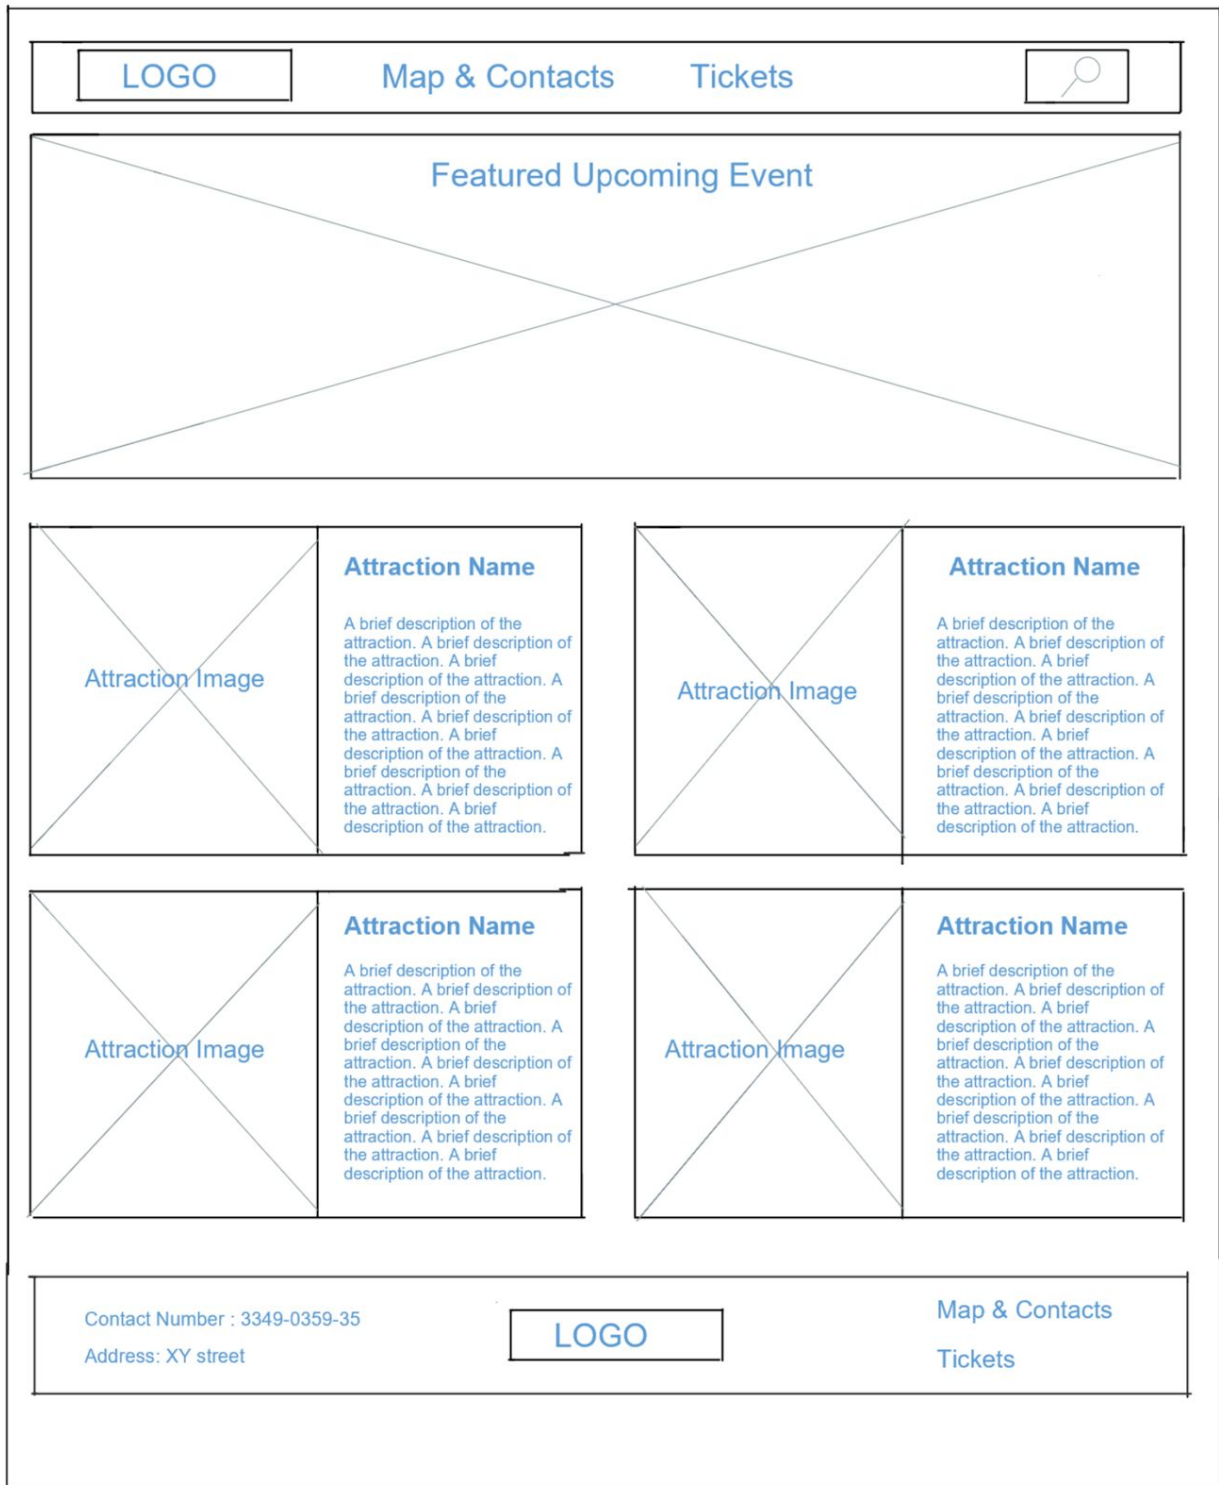 LOGO
Map & Contacts
Tickets
Featured Upcoming Event
Attraction Image
Attraction Name
A brief description of the
attraction. A brief description of
the attraction. A brief
description of the attraction. A
brief description of the
attraction. A brief description of
the attraction. A brief
description of the attraction. A
brief description of the
attraction. A brief description of
the attraction. A brief
description of the attraction.
Attraction Image
Attraction Name
A brief description of the
attraction. A brief description of
the attraction. A brief
description of the attraction. A
brief description of the
attraction. A brief description of
the attraction. A brief
description of the attraction. A
brief description of the
attraction. A brief description of
the attraction. A brief
description of the attraction.
Attraction Image
Attraction Name
A brief description of the
attraction. A brief description of
the attraction. A brief
description of the attraction. A
brief description of the
attraction. A brief description of
the attraction. A brief
description of the attraction. A
brief description of the
attraction. A brief description of
the attraction. A brief
description of the attraction.
Attraction Image
Attraction Name
A brief description of the
attraction. A brief description of
the attraction. A brief
description of the attraction. A
brief description of the
attraction. A brief description of
the attraction. A brief
description of the attraction. A
brief description of the
attraction. A brief description of
the attraction. A brief
description of the attraction.
Contact Number : 3349-0359-35
Address: XY street
LOGO
Map & Contacts
Tickets